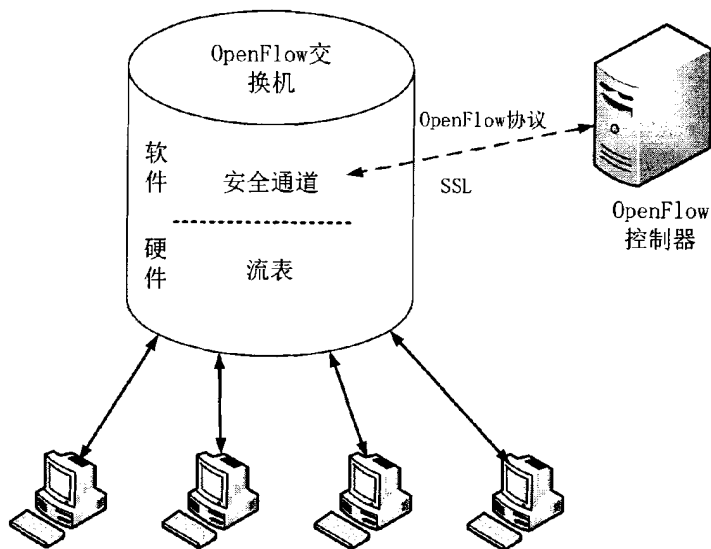 OpenFlow交
换机
OpenFlow协议
软
件
安全通道
SSL
OpenFlow
控制器
硬
件
流表